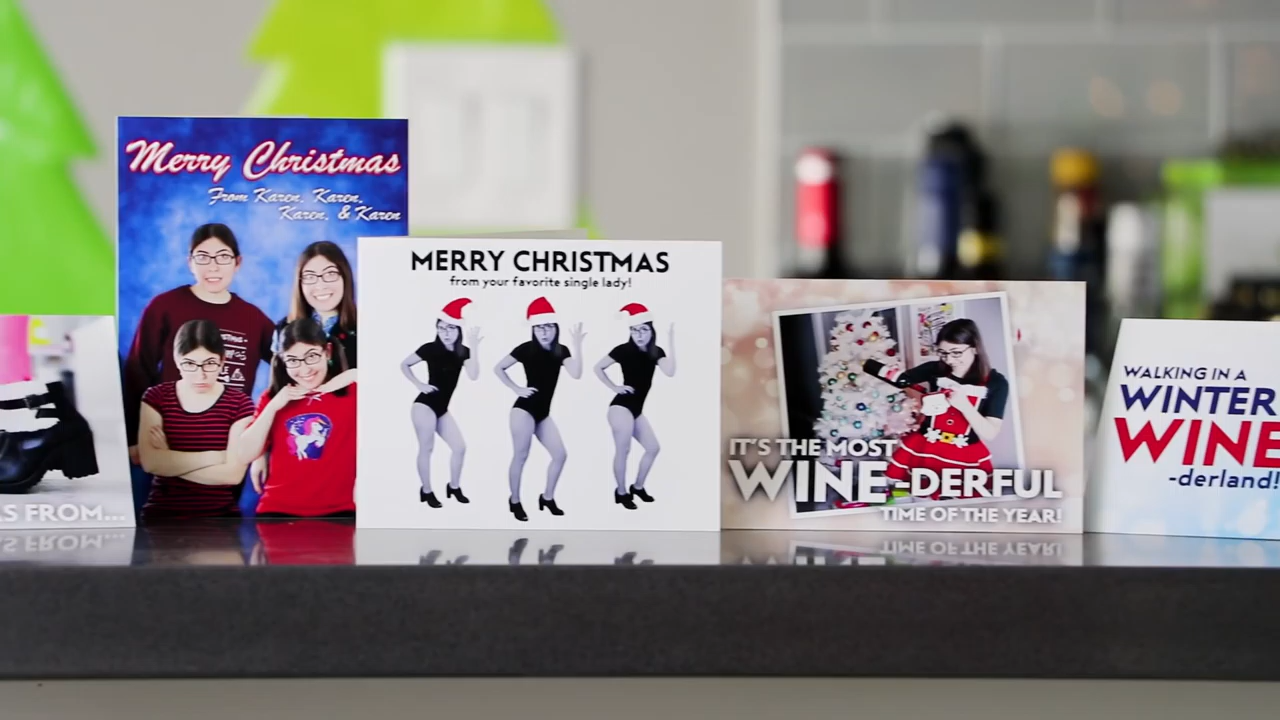 S FROM...
Merry Christmas
From Karen, Karen,
Karen, & Karen
MERRY CHRISTMAS
from your favorite single lady!
IT'S THE MOST
WINE-DERFUL
TIME OF THE YEAR!
WALKING IN A
WINTER
WINE
-derland!